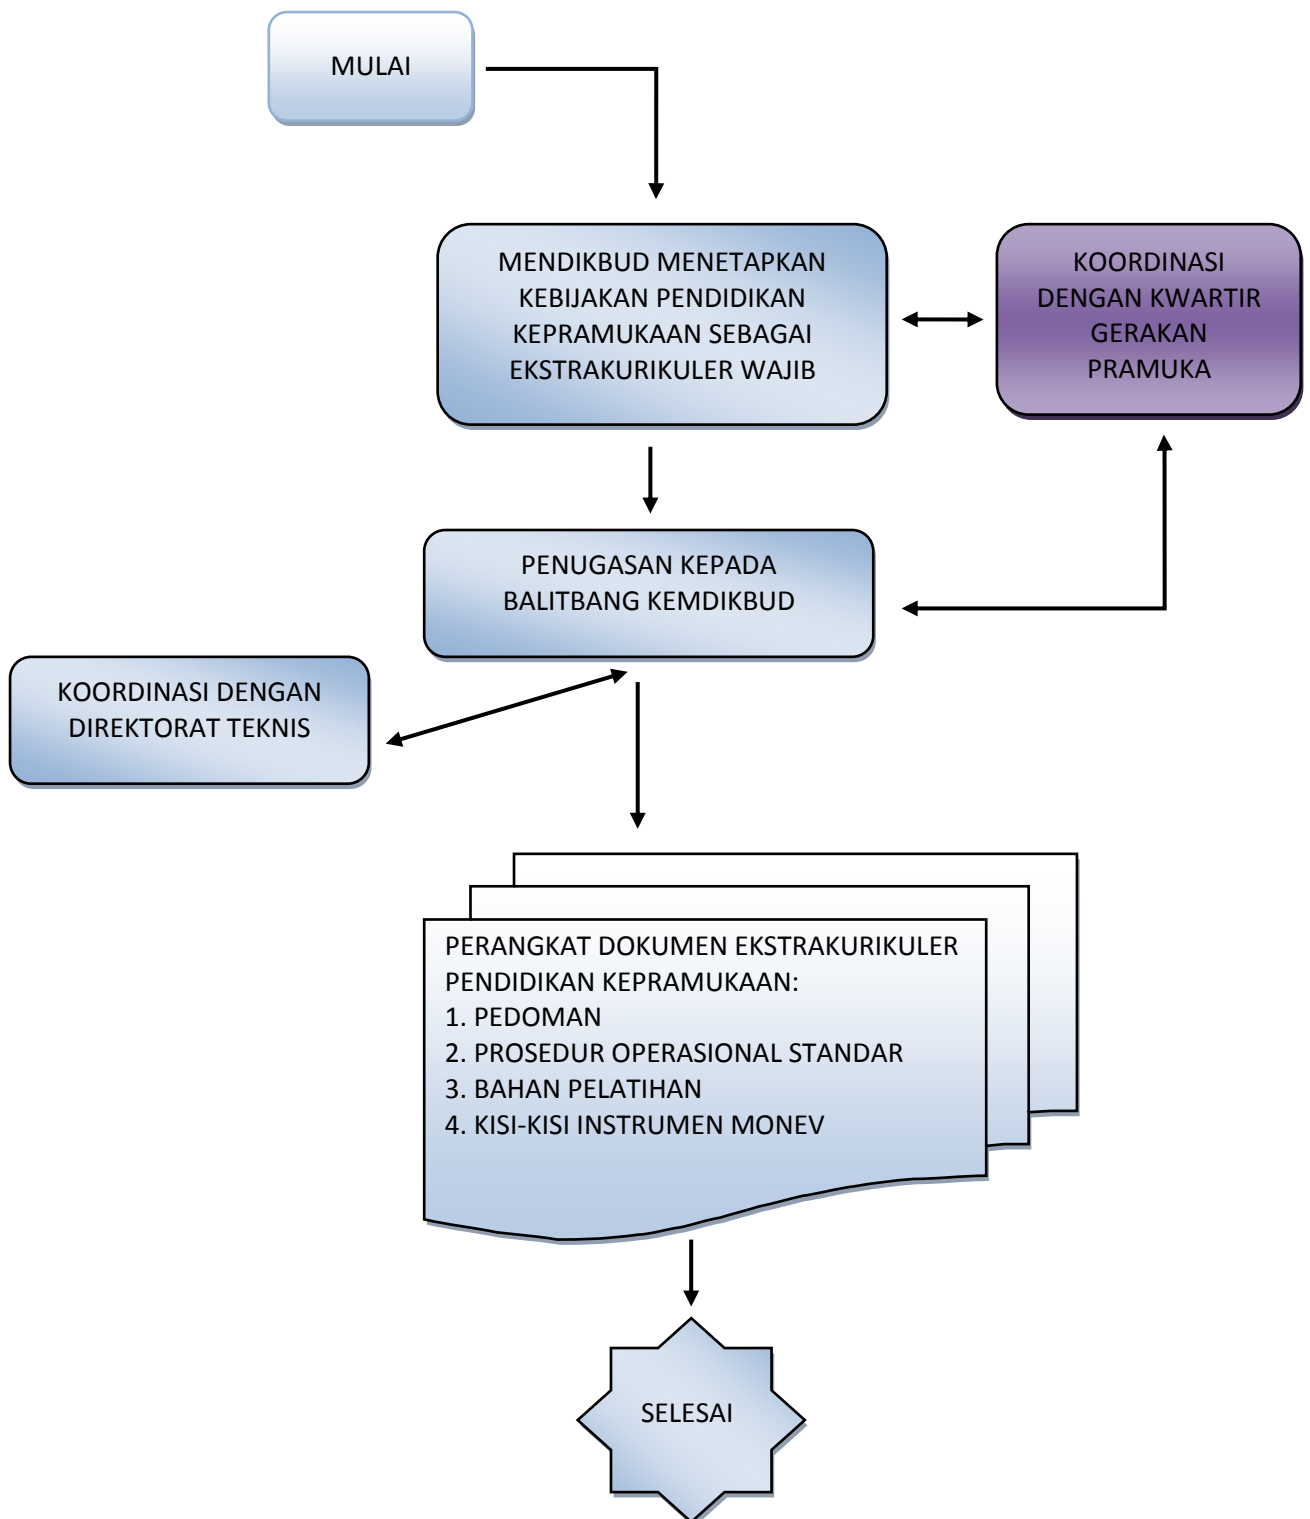 MULAI
MENDIKBUD MENETAPKAN
KEBIJAKAN PENDIDIKAN
KEPRAMUKAAN SEBAGAI
EKSTRAKURIKULER WAJIB
KOORDINASI
DENGAN KWARTIR
GERAKAN
PRAMUKA
PENUGASAN KEPADA
BALITBANG KEMDIKBUD
KOORDINASI DENGAN
DIREKTORAT TEKNIS
PERANGKAT DOKUMEN EKSTRAKURIKULER
PENDIDIKAN KEPRAMUKAAN:
1. PEDOMAN
2. PROSEDUR OPERASIONAL STANDAR
3. BAHAN PELATIHAN
4. KISI-KISI INSTRUMEN MONEV
SELESAI